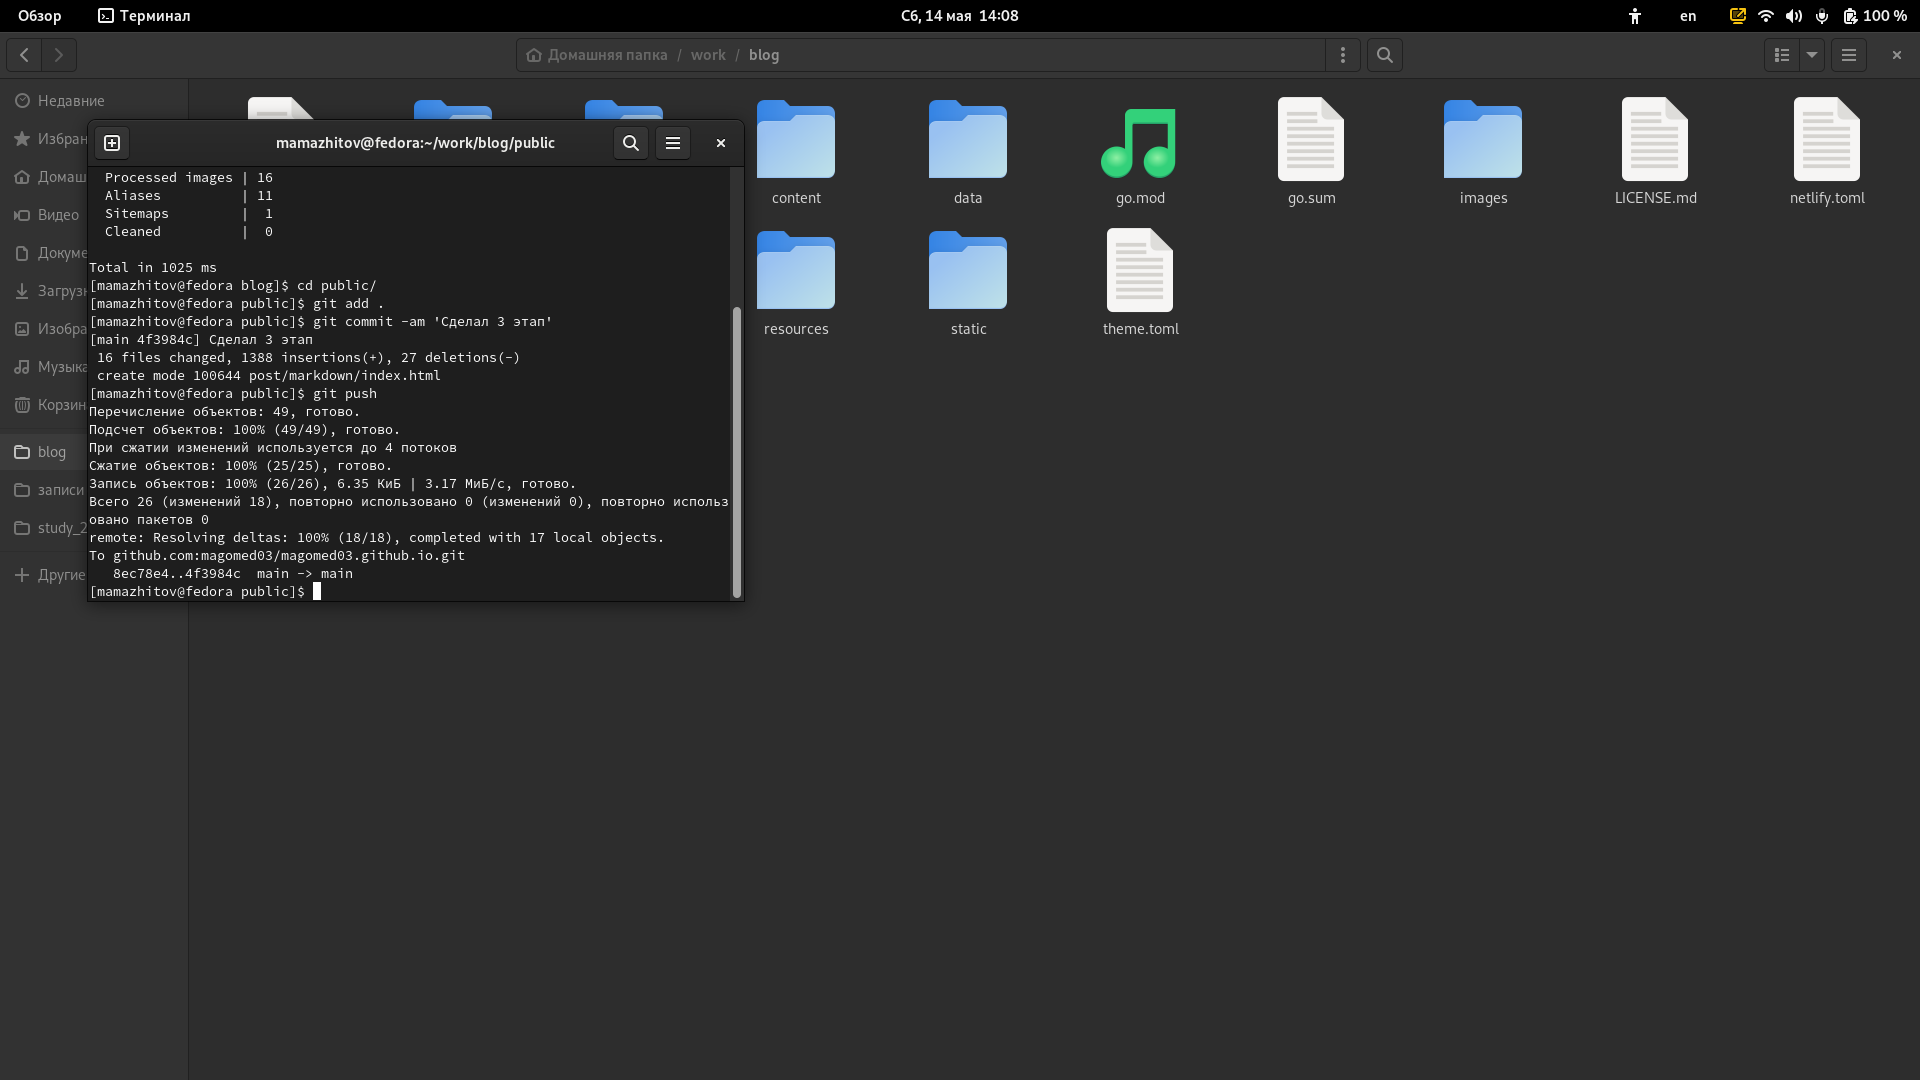 Обзор
Терминал
Сб, 14 мая 14:08
en
100 %
Домашняя папка / work / blog
Недавние
Избран
Домаш
Видео
Докуме
Загруз
Изобра
Музыка
Корзин
blog
записи
study_2
Другие
mamazhitov@fedora:~/work/blog/public
Processed images | 16
Aliases | 11
Sitemaps | 1
Cleaned | 0
Total in 1025 ms
[mamazhitov@fedora blog]$ cd public/
[mamazhitov@fedora public]$ git add .
[mamazhitov@fedora public]$ git commit -am 'Сделал 3 этап'
[main 4f3984c] Сделал 3 этап
16 files changed, 1388 insertions(+), 27 deletions(-)
create mode 100644 post/markdown/index.html
[mamazhitov@fedora public]$ git push
Перечисление объектов: 49, готово.
Подсчет объектов: 100% (49/49), готово.
При сжатии изменений используется до 4 потоков
Сжатие объектов: 100% (25/25), готово.
Запись объектов: 100% (26/26), 6.35 КиБ | 3.17 МиБ/с, готово.
Всего 26 (изменений 18), повторно использовано 0 (изменений 0), повторно использ
овано пакетов 0
remote: Resolving deltas: 100% (18/18), completed with 17 local objects.
To github.com:magomed03/magomed03.github.io.git
8ec78e4..4f3984c main -> main
[mamazhitov@fedora public]$
content
data
go.mod
go.sum
images
LICENSE.md
netlify.toml
resources
static
theme.toml